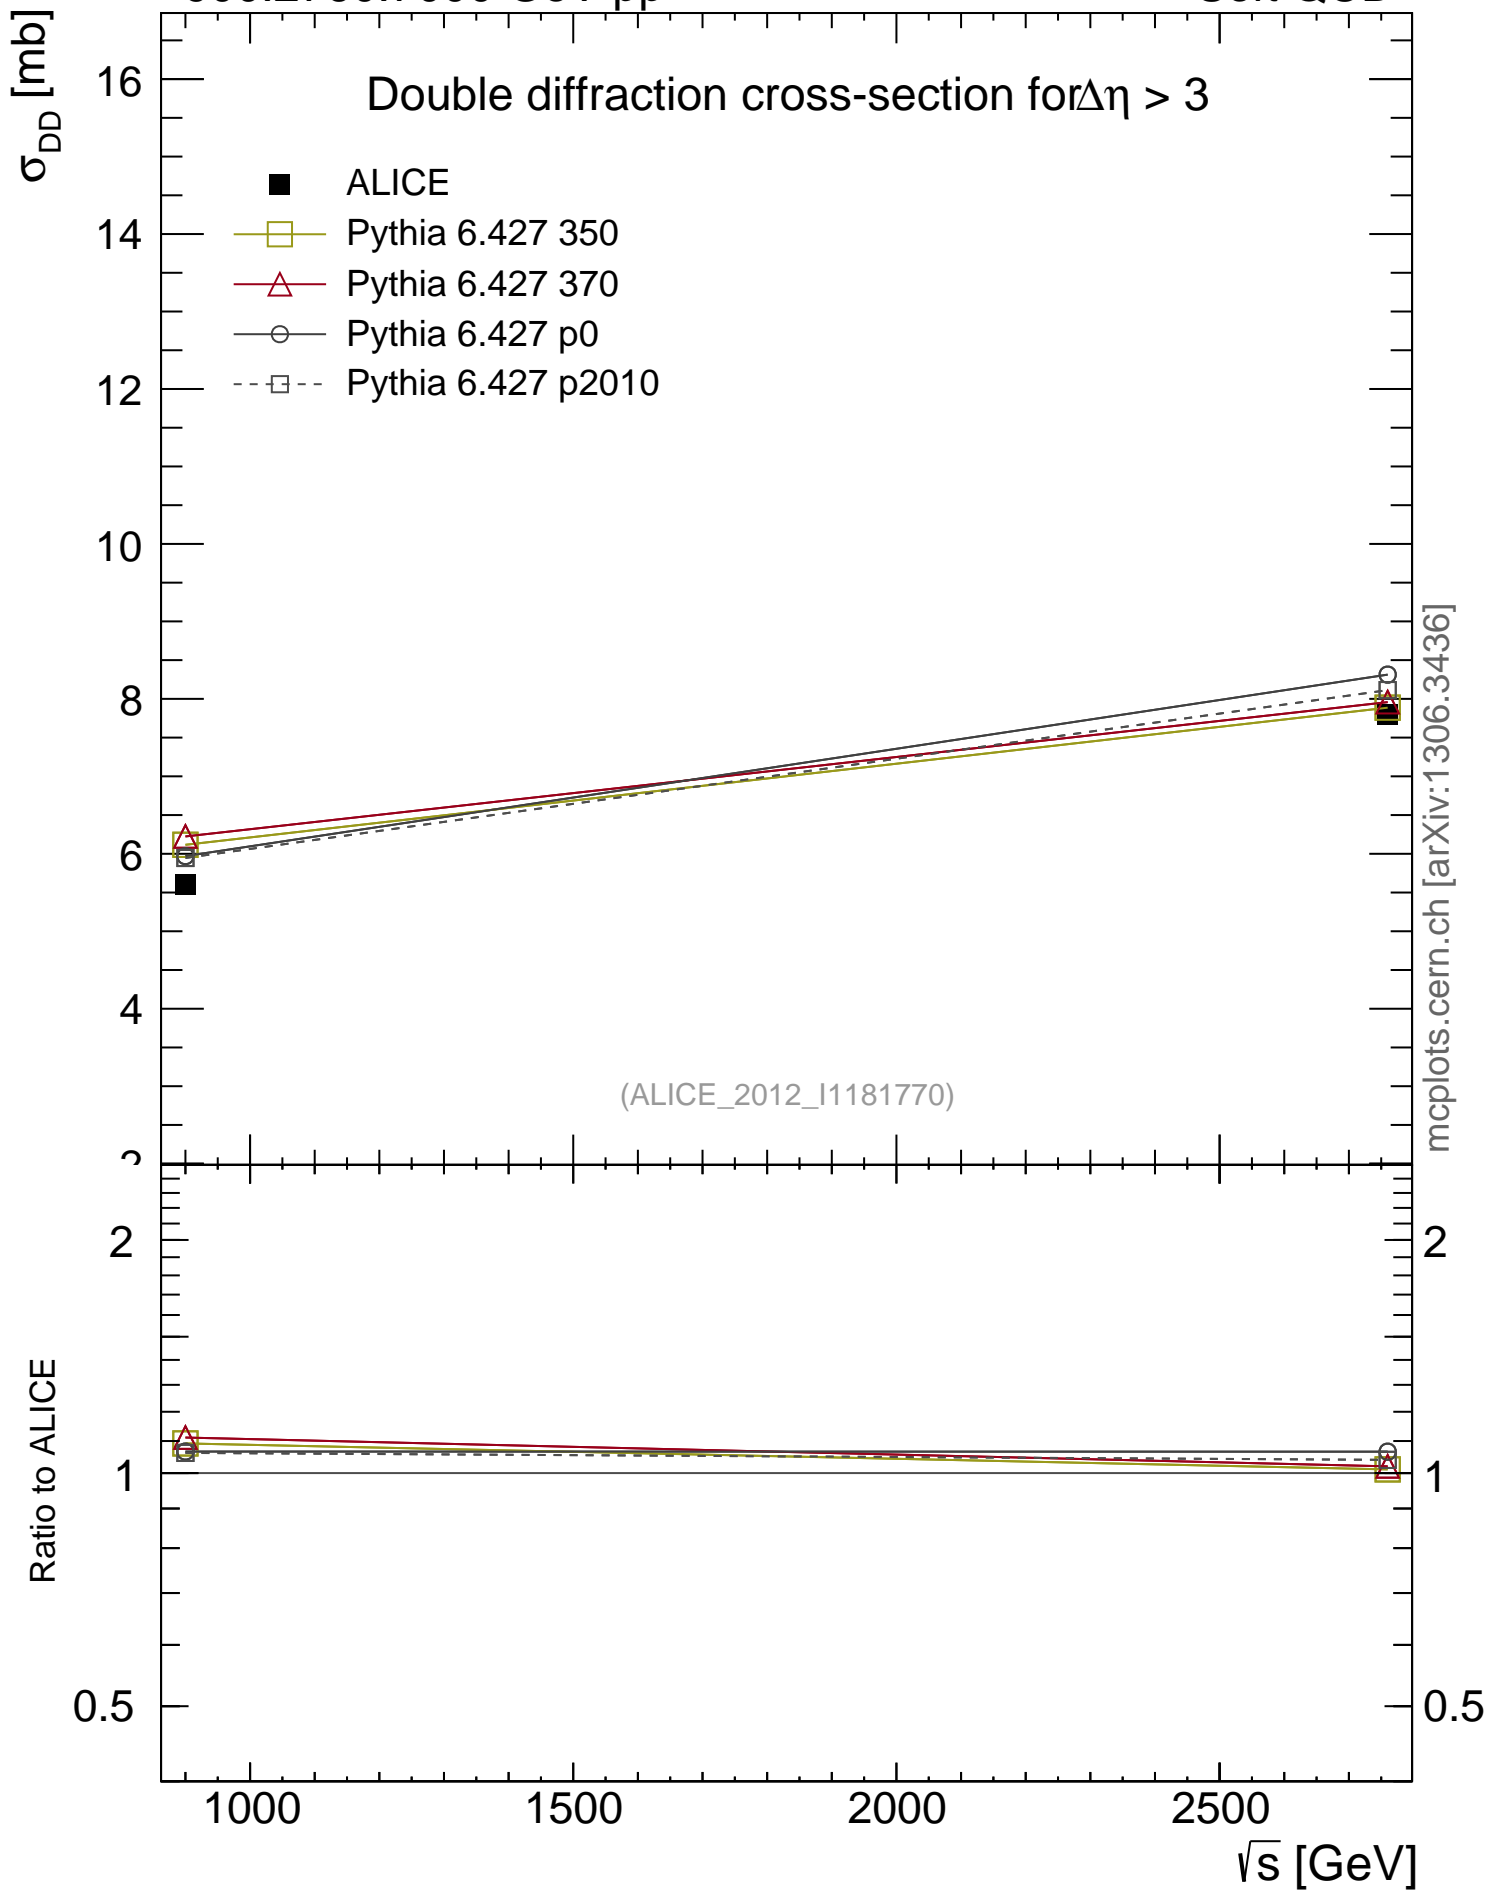 σDD [mb]
Double diffraction cross-section forΔη > 3
ALICE
Pythia 6.427 350
Pythia 6.427 370
Pythia 6.427 p0
Pythia 6.427 p2010
16
14
12
10
8
6
4
2
(ALICE_2012_I1181770)
mcplots.cern.ch [arXiv:1306.3436]
Ratio to ALICE
2
1
0.5
2
1
0.5
1000 1500 2000 2500
√s [GeV]